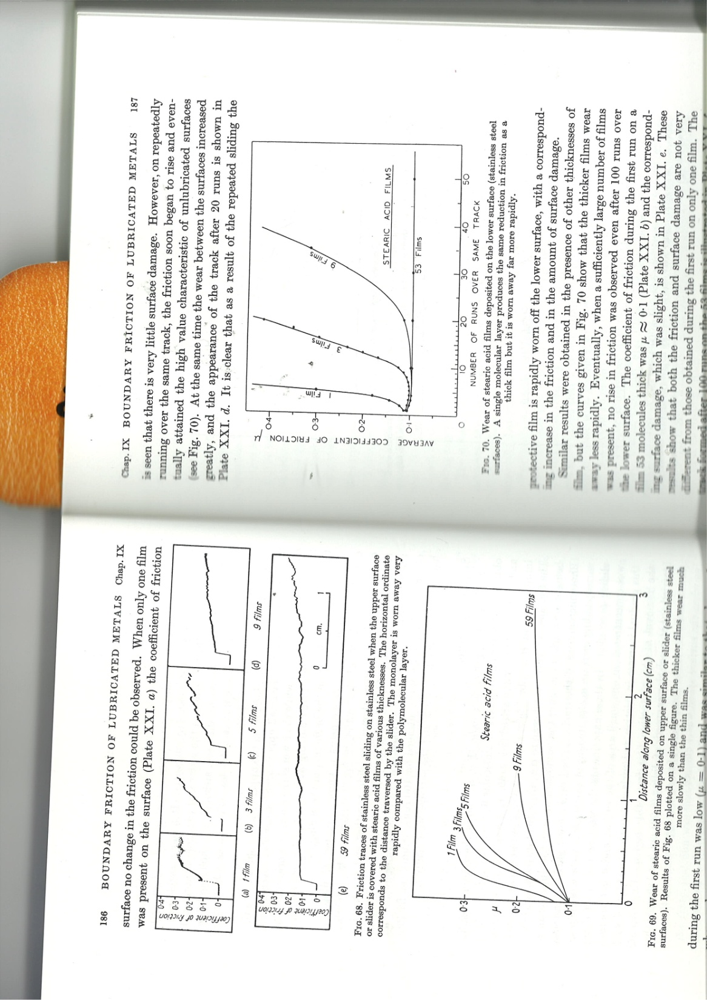 186 BOUNDARY FRICTION OF LUBRICATED METALS Chap. IX
surface no change in the friction could be observed. When only one film
was present on the surface (Plate XXI. a) the coefficient of friction
Coefficient of friction
0·4
0·3
0·2
0·1
0
(a) 1 film (b) 3 films (c) 5 films (d) 9 films
Coefficient of friction
0·4
0·3
0·2
0·1
0
0 cm. 1
(e) 59 films
FIG. 68. Friction traces of stainless steel sliding on stainless steel when the upper surface
or slider is covered with stearic acid films of various thicknesses. The horizontal ordinate
corresponds to the distance traversed by the slider. The monolayer is worn away very
rapidly compared with the polymolecular layer.
1 Film 3 Films 5 Films
9 Films
59 Films
Stearic acid films
0·3
μ
0·2
0·1
0 1 2 3
Distance along lower surface (cm)
FIG. 69. Wear of stearic acid films deposited on upper surface or slider (stainless steel
surfaces). Results of Fig. 68 plotted on a single figure. The thicker films wear much
more slowly than the thin films.
during the first run was low (μ = 0·1) and was similar to
Chap. IX BOUNDARY FRICTION OF LUBRICATED METALS 187
is seen that there is very little surface damage. However, on repeatedly
running over the same track, the friction soon began to rise and even-
tually attained the high value characteristic of unlubricated surfaces
(see Fig. 70). At the same time the wear between the surfaces increased
greatly, and the appearance of the track after 20 runs is shown in
Plate XXI. d. It is clear that as a result of the repeated sliding the
AVERAGE COEFFICIENT OF FRICTION μ
0·4
0·3
0·2
0·1
0
1 Film
3 Films
9 Films
STEARIC ACID FILMS
53 Films
10 20 30 40 50
NUMBER OF RUNS OVER SAME TRACK
FIG. 70. Wear of stearic acid films deposited on the lower surface (stainless steel
surfaces). A single molecular layer produces the same reduction in friction as a
thick film but it is worn away far more rapidly.
protective film is rapidly worn off the lower surface, with a correspond-
ing increase in the friction and in the amount of surface damage.
Similar results were obtained in the presence of other thicknesses of
film, but the curves given in Fig. 70 show that the thicker films wear
away less rapidly. Eventually, when a sufficiently large number of films
was present, no rise in friction was observed even after 100 runs over
the lower surface. The coefficient of friction during the first run on a
film 53 molecules thick was μ ≈ 0·1 (Plate XXI. b) and the correspond-
ing surface damage, which was slight, is shown in Plate XXI. e. These
results show that both the friction and surface damage are not very
different from those obtained during the first run on only one film. The
track formed after 100 runs on the 53 films is illustrated in Plate XXI.